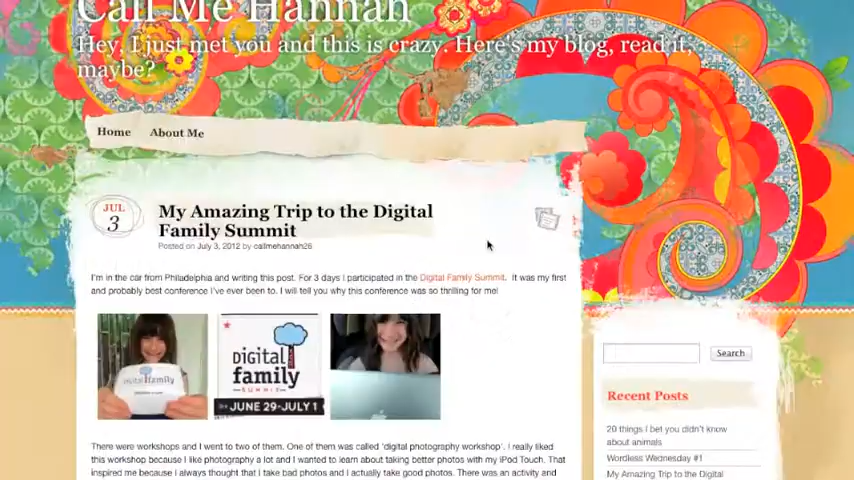 Call Me Hannah
Hey, I just met you and this is crazy. Here's my blog, read it,
maybe?
Home About Me
JUL
3
My Amazing Trip to the Digital
Family Summit
Posted on July 3, 2012 by callmehannah26
I'm in the car from Philadelphia and writing this post. For 3 days I participated in the Digital Family Summit. It was my first
and probably best conference I've ever been to. I will tell you why this conference was so thrilling for me!
digital
family
SUMMIT
JUNE 29-JULY 1
Search
Recent Posts
20 things I bet you didn't know
about animals
Wordless Wednesday #1
My Amazing Trip to the Digital
There were workshops and I went to two of them. One of them was called 'digital photography workshop'. I really liked
this workshop because I like photography a lot and I wanted to learn about taking better photos with my iPod Touch. That
inspired me because I always thought that I take bad photos and I actually take good photos. There was an activity and